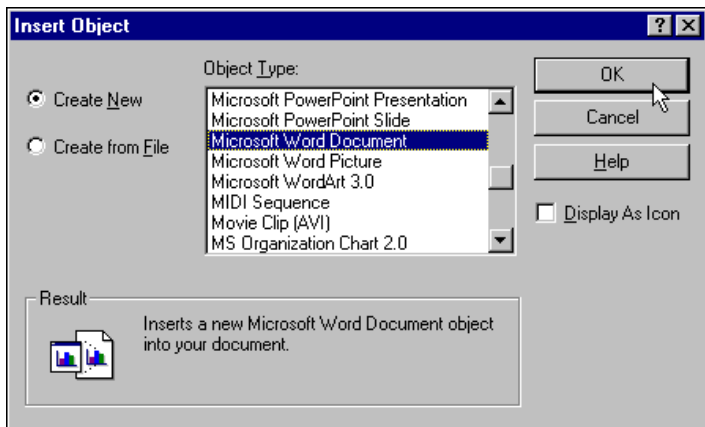 Insert Object
Object Type:
Create New
Create from File
Microsoft PowerPoint Presentation
Microsoft PowerPoint Slide
Microsoft Word Document
Microsoft Word Picture
Microsoft WordArt 3.0
MIDI Sequence
Movie Clip (AVI)
MS Organization Chart 2.0
OK
Cancel
Help
Display As Icon
Result
Inserts a new Microsoft Word Document object
into your document.